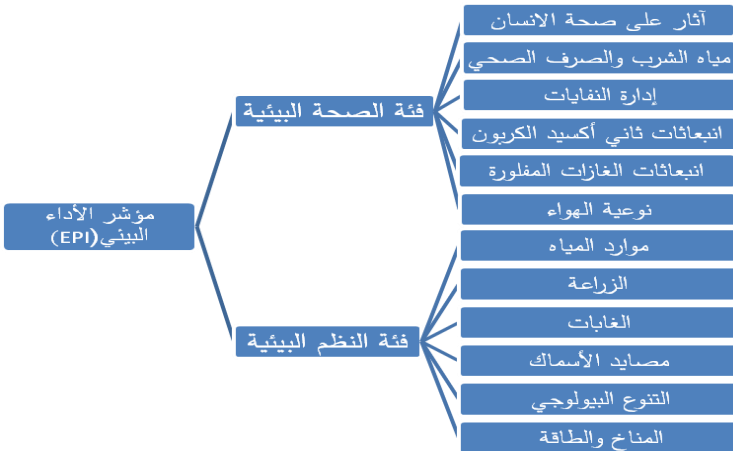 مؤشر الأداء
البيئي(EPI)
فئة الصحة البيئية
آثار على صحة الانسان
مياه الشرب والصرف الصحي
إدارة النفايات
انبعاثات ثاني أكسيد الكربون
انبعاثات الغازات المفلورة
نوعية الهواء
فئة النظم البيئية
موارد المياه
الزراعة
الغابات
مصايد الأسماك
التنوع البيولوجي
المناخ والطاقة